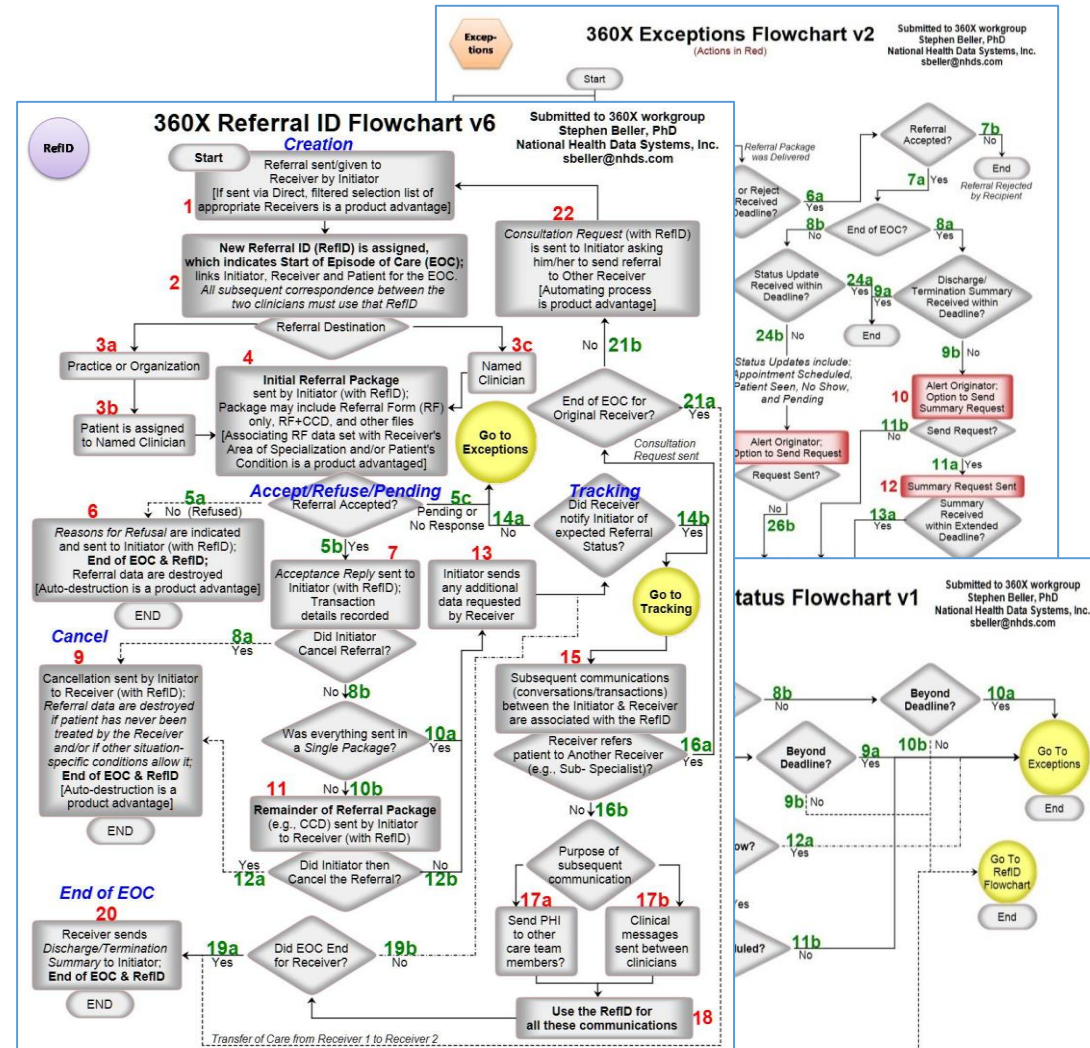 Excep-
tions
360X Exceptions Flowchart v2
(Actions in Red)
Submitted to 360X workgroup
Stephen Beller, PhD
National Health Data Systems, Inc.
sbeller@nhds.com
Start
Referral Package
was Delivered
Referral
Accepted?
7b
No
End
Referral Rejected
by Recipient
7a
Yes
or Reject
Received
Deadline?
6a
Yes
8b
No
End of EOC?
8a
Yes
Status Update
Received within
Deadline?
24a
Yes
9a
Yes
Discharge/
Termination Summary
Received within
Deadline?
End
24b
No
9b
No
Status Updates include:
Appointment Scheduled,
Patient Seen, No Show,
and Pending
10
Alert Originator;
Option to Send
Summary Request
11b
No
Send Request?
Alert Originator;
Option to Send Request
11a
Yes
Request Sent?
12
Summary Request Sent
No
26b
13a
Yes
Summary
Received
within Extended
Deadline?
RefID
360X Referral ID Flowchart v6
Submitted to 360X workgroup
Stephen Beller, PhD
National Health Data Systems, Inc.
sbeller@nhds.com
Creation
Start
Referral sent/given to
Receiver by Initiator
[If sent via Direct, filtered selection list of
appropriate Receivers is a product advantage]
1
22
Consultation Request (with RefID)
is sent to Initiator asking
him/her to send referral
to Other Receiver
[Automating process
is product advantage]
New Referral ID (RefID) is assigned,
which indicates Start of Episode of Care (EOC);
links Initiator, Receiver and Patient for the EOC.
All subsequent correspondence between the
two clinicians must use that RefID
2
Referral Destination
3a
Practice or Organization
3b
Patient is assigned
to Named Clinician
4
Initial Referral Package
sent by Initiator (with RefID);
Package may include Referral Form (RF)
only, RF+CCD, and other files
[Associating RF data set with Receiver's
Area of Specialization and/or Patient's
Condition is a product advantaged]
3c
Named
Clinician
No
21b
End of EOC for
Original Receiver?
21a
Yes
Go to
Exceptions
Consultation
Request sent
Accept/Refuse/Pending
5a
No (Refused)
Referral Accepted?
5c
Pending or
No Response
Tracking
14a
No
Did Receiver
notify Initiator of
expected Referral
Status?
14b
Yes
6
Reasons for Refusal are indicated
and sent to Initiator (with RefID);
End of EOC & RefID;
Referral data are destroyed
[Auto-destruction is a product advantage]
END
5b
Yes
7
Acceptance Reply sent to
Initiator (with RefID);
Transaction
details recorded
13
Initiator sends
any additional
data requested
by Receiver
Go to
Tracking
Cancel
8a
Yes
Did Initiator
Cancel Referral?
9
Cancellation sent by Initiator
to Receiver (with RefID);
Referral data are destroyed
if patient has never been
treated by the Receiver
and/or if other situation-
specific conditions allow it;
End of EOC & RefID
[Auto-destruction is a
product advantage]
END
No
8b
Was everything sent in
a Single Package?
10a
Yes
15
Subsequent communications
(conversations/transactions)
between the Initiator & Receiver
are associated with the RefID
Receiver refers
patient to Another Receiver
(e.g., Sub- Specialist)?
16a
Yes
No
10b
11
Remainder of Referral Package
(e.g., CCD) sent by Initiator
to Receiver (with RefID)
No
16b
Yes
12a
Did Initiator then
Cancel the Referral?
No
12b
Purpose of
subsequent
communication
End of EOC
20
Receiver sends
Discharge/Termination
Summary to Initiator;
End of EOC & RefID
END
19a
Yes
Did EOC End
for Receiver?
19b
No
17a
Send PHI
to other
care team
members?
17b
Clinical
messages
sent between
clinicians
Use the RefID for
all these communications
18
Transfer of Care from Receiver 1 to Receiver 2
tatus Flowchart v1
Submitted to 360X workgroup
Stephen Beller, PhD
National Health Data Systems, Inc.
sbeller@nhds.com
8b
No
Beyond
Deadline?
10a
Yes
Beyond
Deadline?
9a
Yes
10b
No
Go To
Exceptions
End
9b
No
ow?
12a
Yes
Go To
RefID
Flowchart
End
Yes
duled?
11b
No